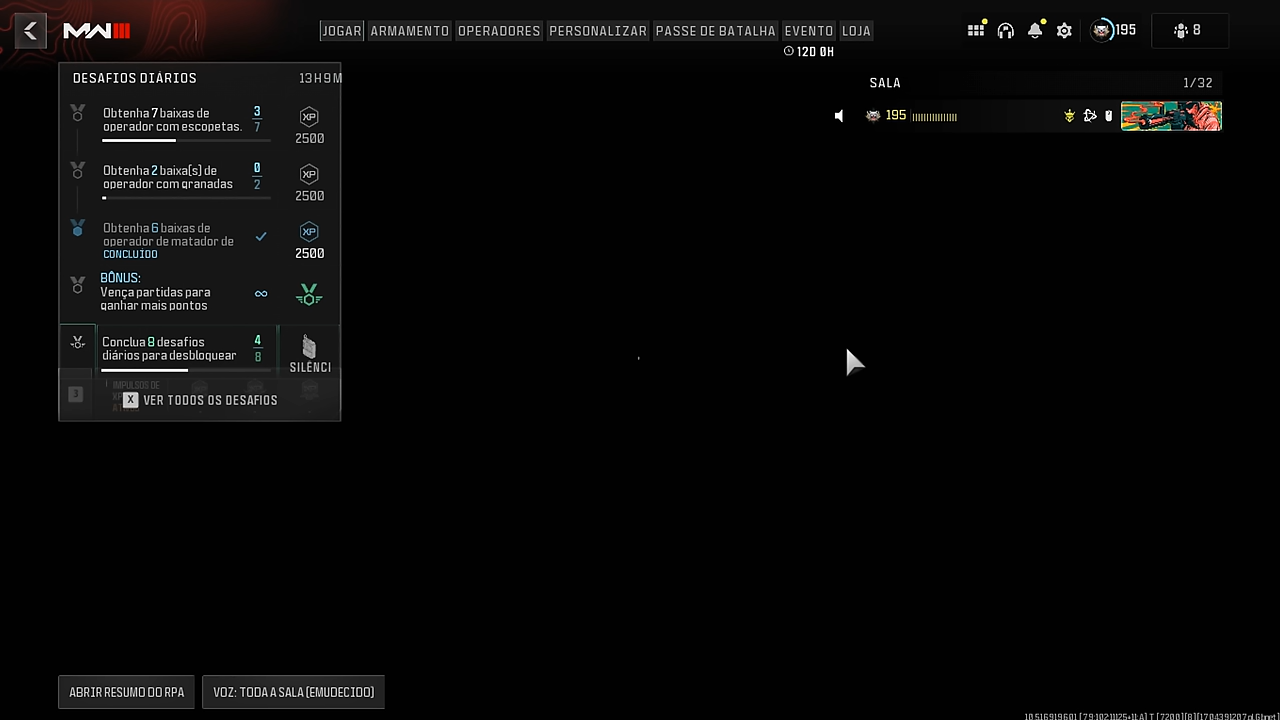 MWIII
JOGAR ARMAMENTO OPERADORES PERSONALIZAR PASSE DE BATALHA EVENTO LOJA
195
8
12D 0H
DESAFIOS DIÁRIOS 13H9M
Obtenha 7 baixas de
operador com escopetas.
3
7
XP
2500
Obtenha 2 baixa(s) de
operador com granadas
0
2
XP
2500
Obtenha 6 baixas de
operador de matador de
CONCLUÍDO
XP
2500
BÔNUS:
Vença partidas para
ganhar mais pontos
∞
Conclua 8 desafios
diários para desbloquear
4
8
SILÊNCI
3
IMPULSOS DE
X VER TODOS OS DESAFIOS
SALA 1/32
195
ABRIR RESUMO DO RPA
VOZ: TODA A SALA (EMUDECIDO)